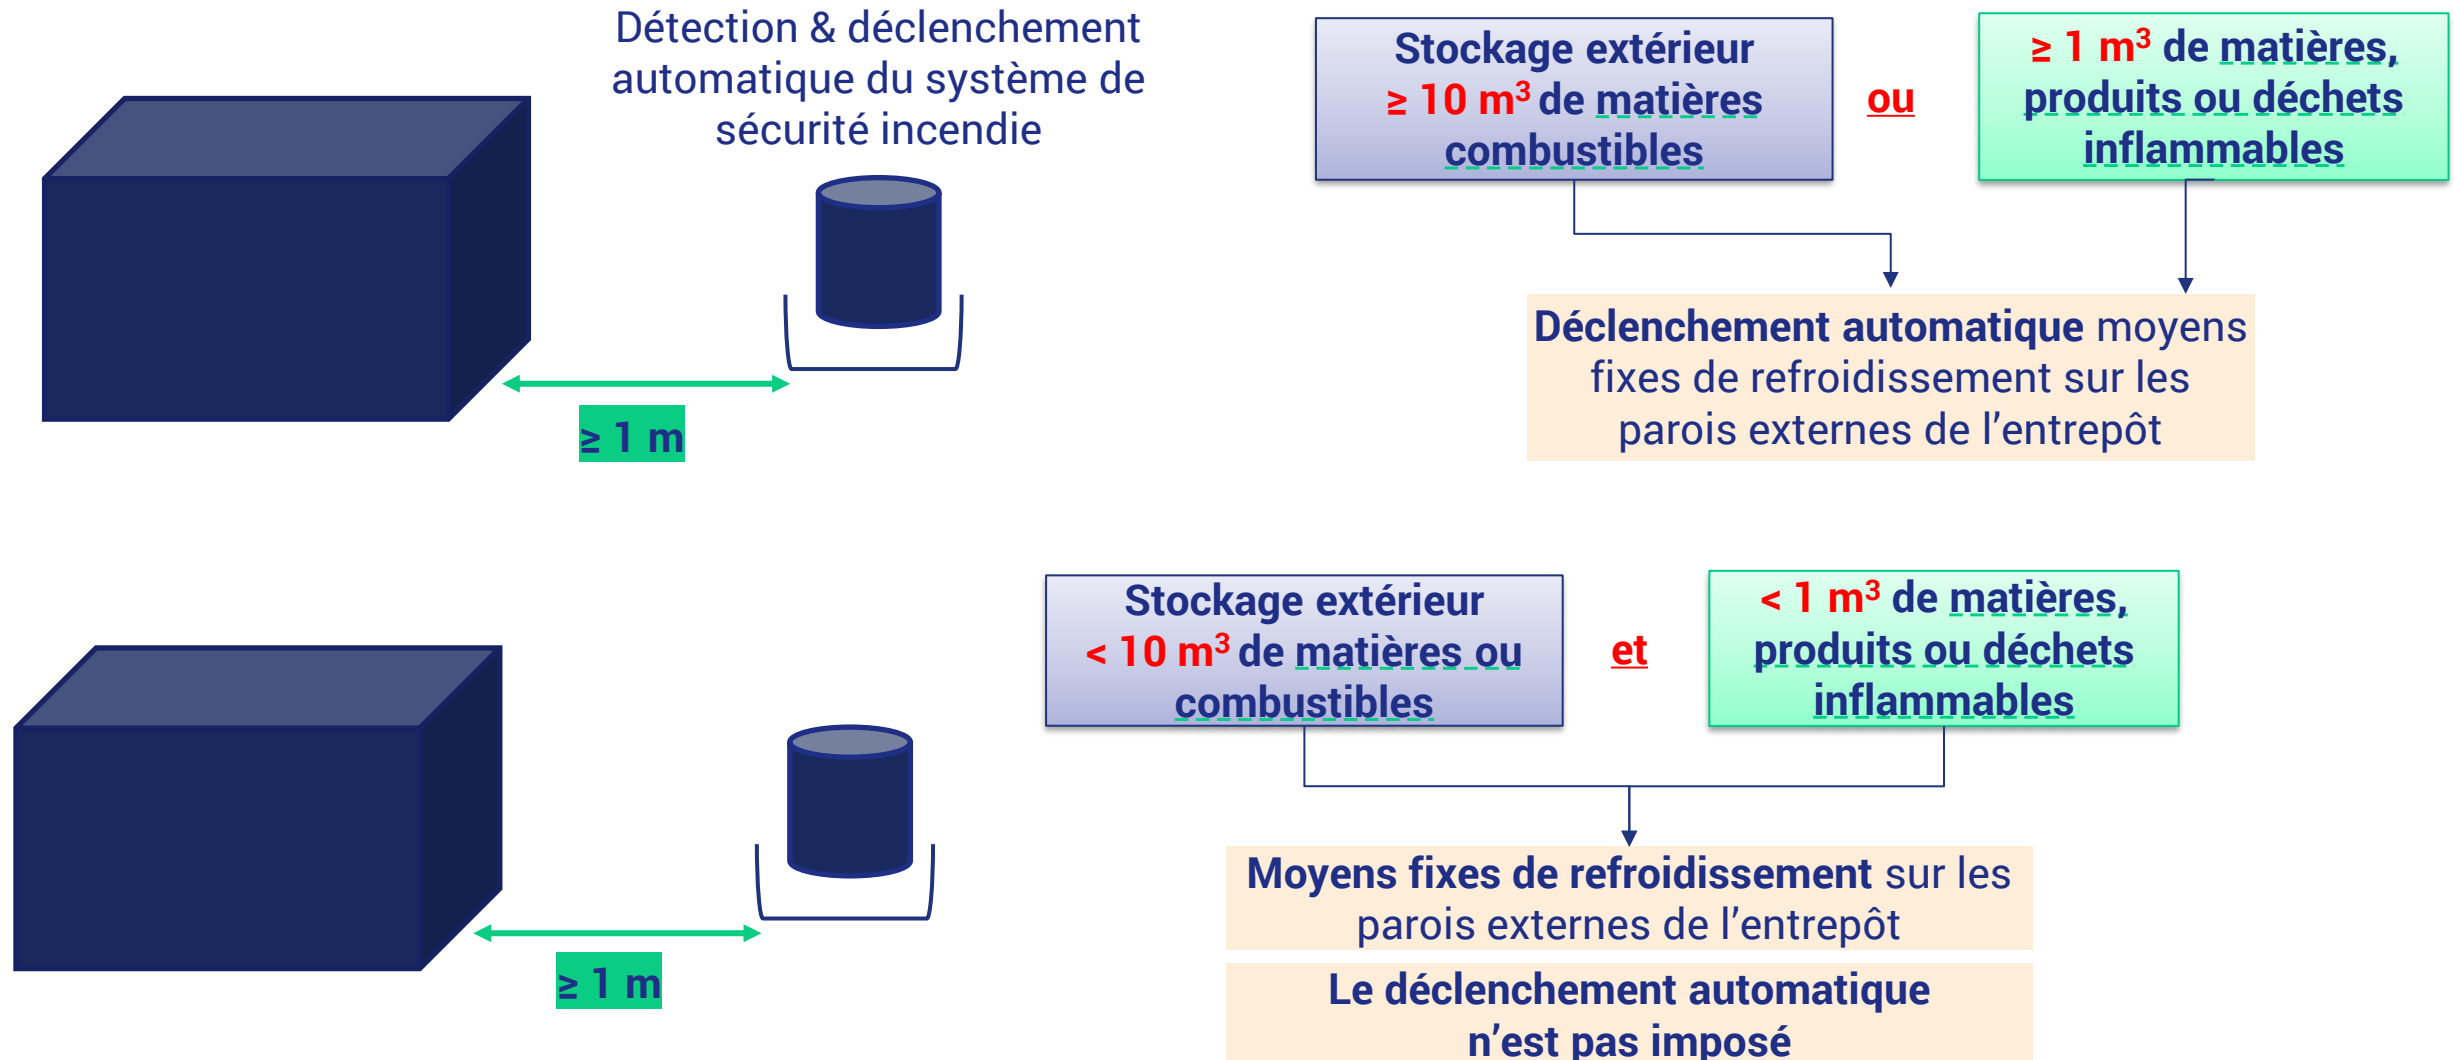 Détection & déclenchement
automatique du système de
sécurité incendie
≥ 1 m
Stockage extérieur
≥ 10 m³ de matières
combustibles
ou
≥ 1 m³ de matières,
produits ou déchets
inflammables
Déclenchement automatique moyens
fixes de refroidissement sur les
parois externes de l’entrepôt
≥ 1 m
Stockage extérieur
< 10 m³ de matières ou
combustibles
et
< 1 m³ de matières,
produits ou déchets
inflammables
Moyens fixes de refroidissement sur les
parois externes de l’entrepôt
Le déclenchement automatique
n’est pas imposé